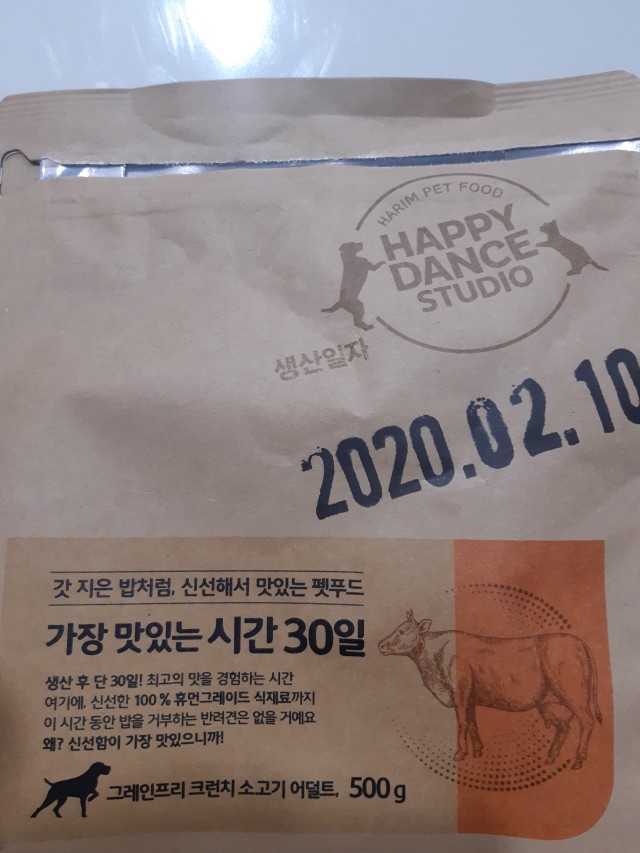 HARIM PET FOOD
HAPPY
DANCE
STUDIO
생산일자
2020.02.10
갓 지은 밥처럼, 신선해서 맛있는 펫푸드
가장 맛있는 시간 30일
생산 후 단 30일! 최고의 맛을 경험하는 시간
여기에, 신선한 100 % 휴먼그레이드 식재료까지
이 시간 동안 밥을 거부하는 반려견은 없을 거예요
왜? 신선함이 가장 맛있으니까!
그레인프리 크런치 소고기 어덜트, 500 g